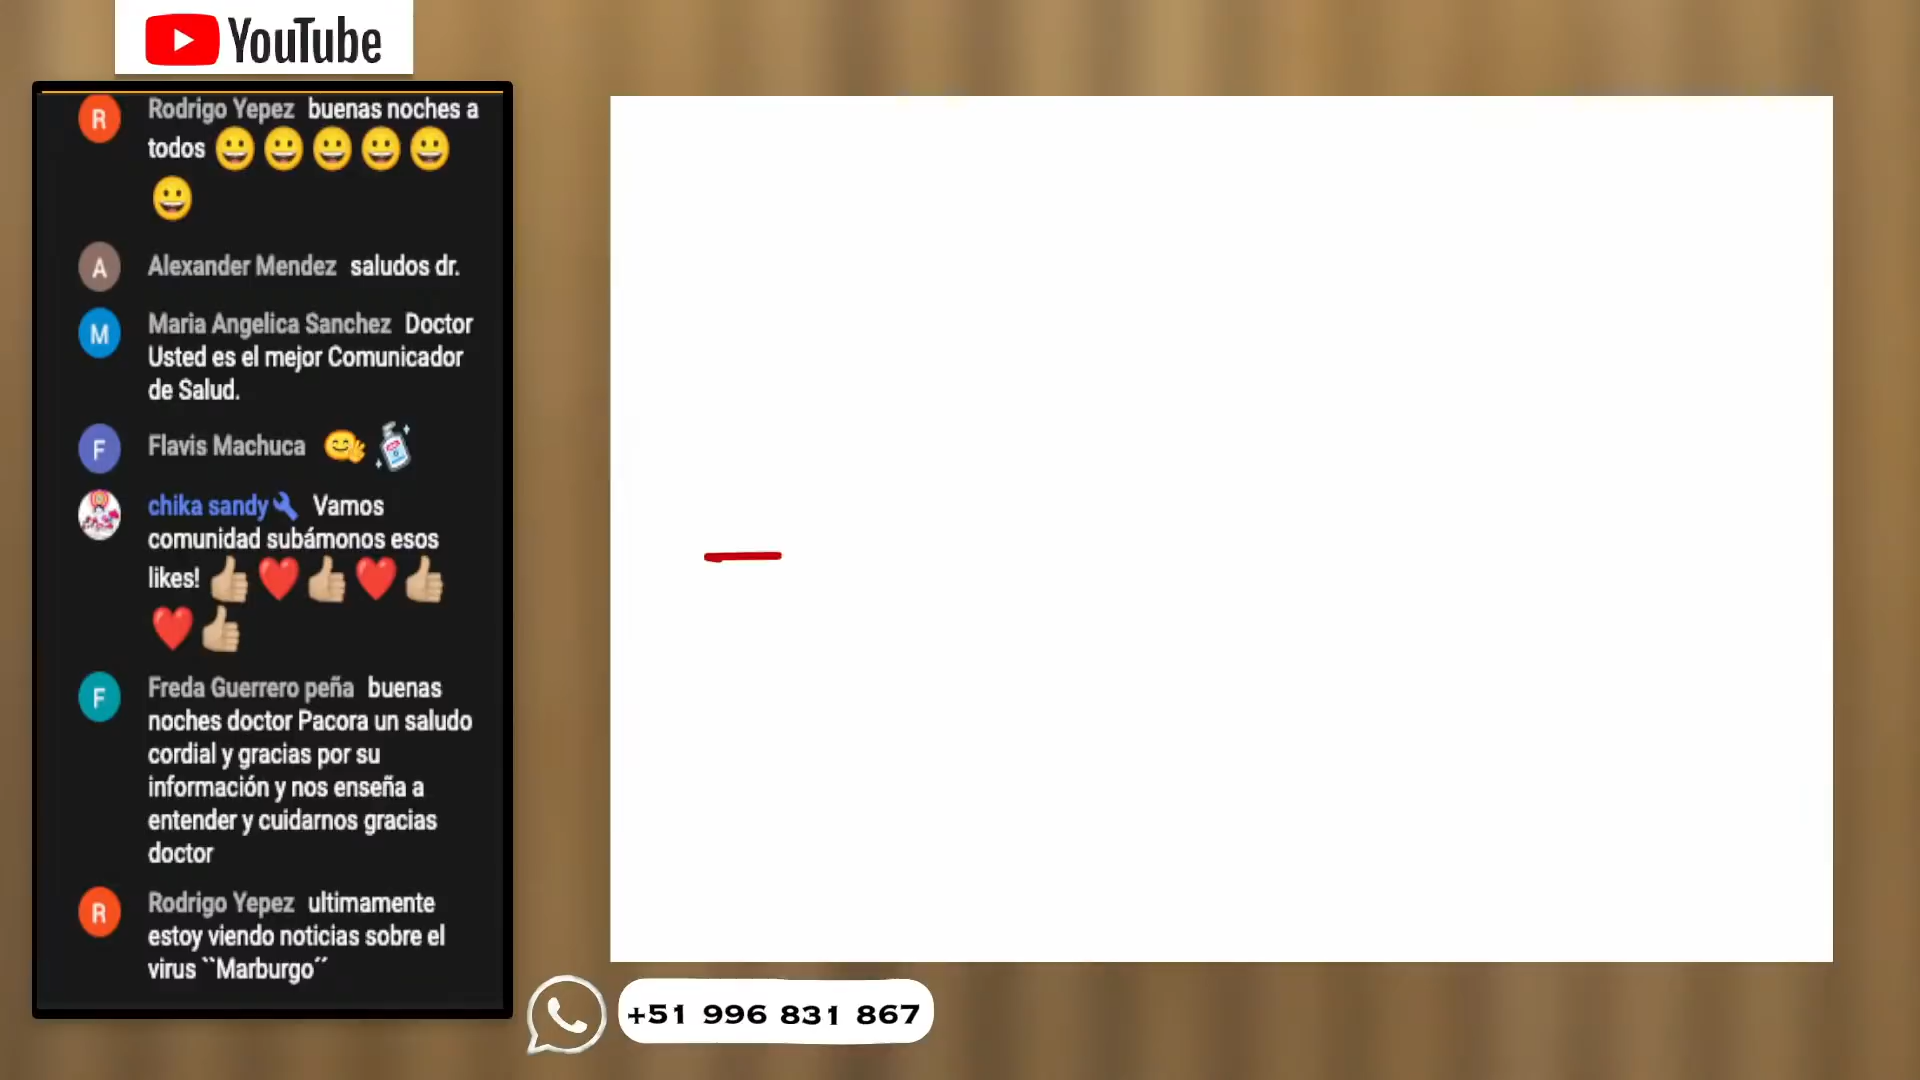 YouTube
Rodrigo Yepez buenas noches a
todos 😀 😀 😀 😀 😀
😀
Alexander Mendez saludos dr.
Maria Angelica Sanchez Doctor
Usted es el mejor Comunicador
de Salud.
Flavis Machuca
chika sandy Vamos
comunidad subámonos esos
likes! 👍🏼 ❤️ 👍🏼 ❤️ 👍🏼
❤️ 👍🏼
Freda Guerrero peña buenas
noches doctor Pacora un saludo
cordial y gracias por su
información y nos enseña a
entender y cuidarnos gracias
doctor
Rodrigo Yepez ultimamente
estoy viendo noticias sobre el
virus ``Marburgo´´
+51 996 831 867